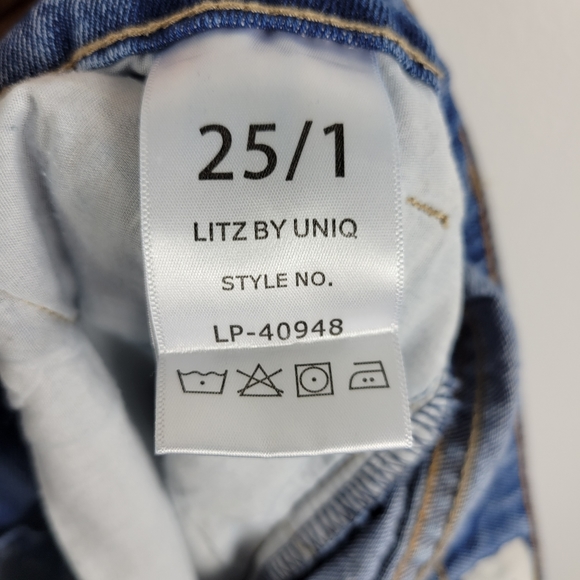 25/1
LITZ BY UNIQ
STYLE NO.
LP-40948